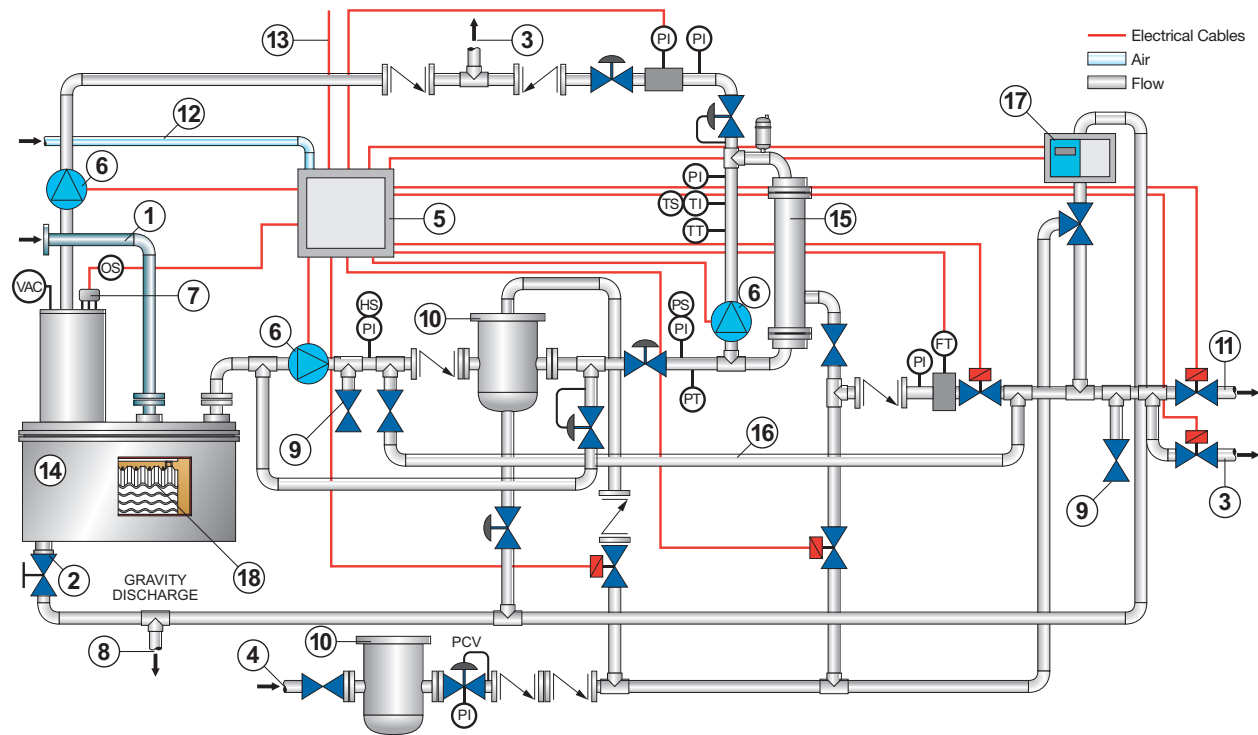 13
3
PI
PI
Electrical Cables
Air
Flow
12
17
6
PI
TS
TI
TT
5
15
1
OS
VAC
7
HS
PI
10
PS
PI
6
6
PI
FT
11
PT
9
16
14
3
9
2
GRAVITY
DISCHARGE
18
8
10
PCV
4
PI